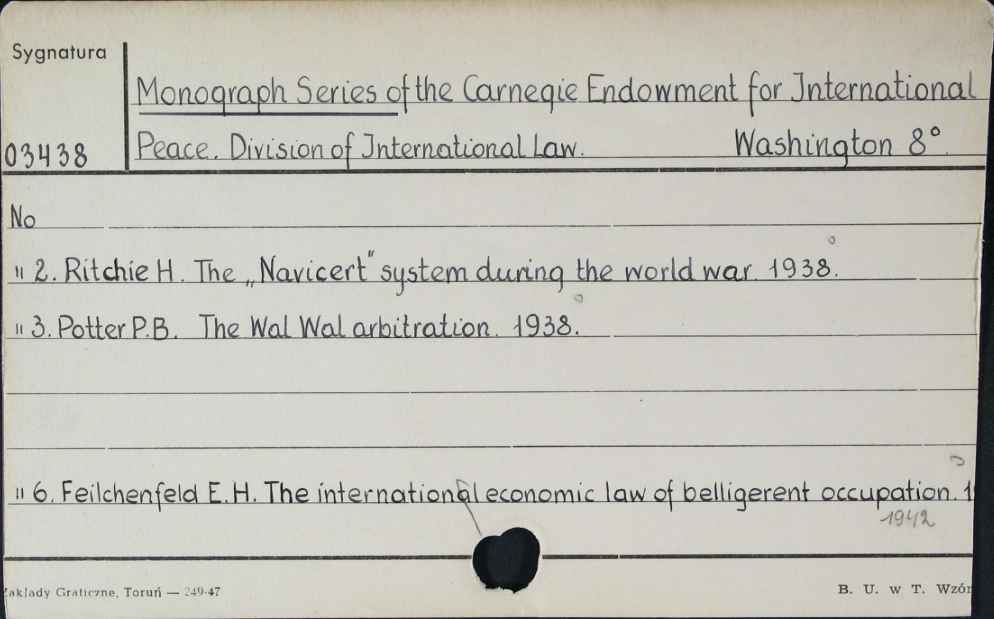 Sygnatura
Monograph Series of the Carnegie Endowment for International
03438 Peace. Division of International Law. Washington 8°
No
" 2. Ritchie H. The „Navicert" system during the world war. 1938.
" 3. Potter P.B. The Wal Wal arbitration. 1938.
" 6. Feilchenfeld E.H. The international economic law of belligerent occupation. 1
1942
akłady Graficzne, Toruń — 249-47 B. U. w T. Wzór